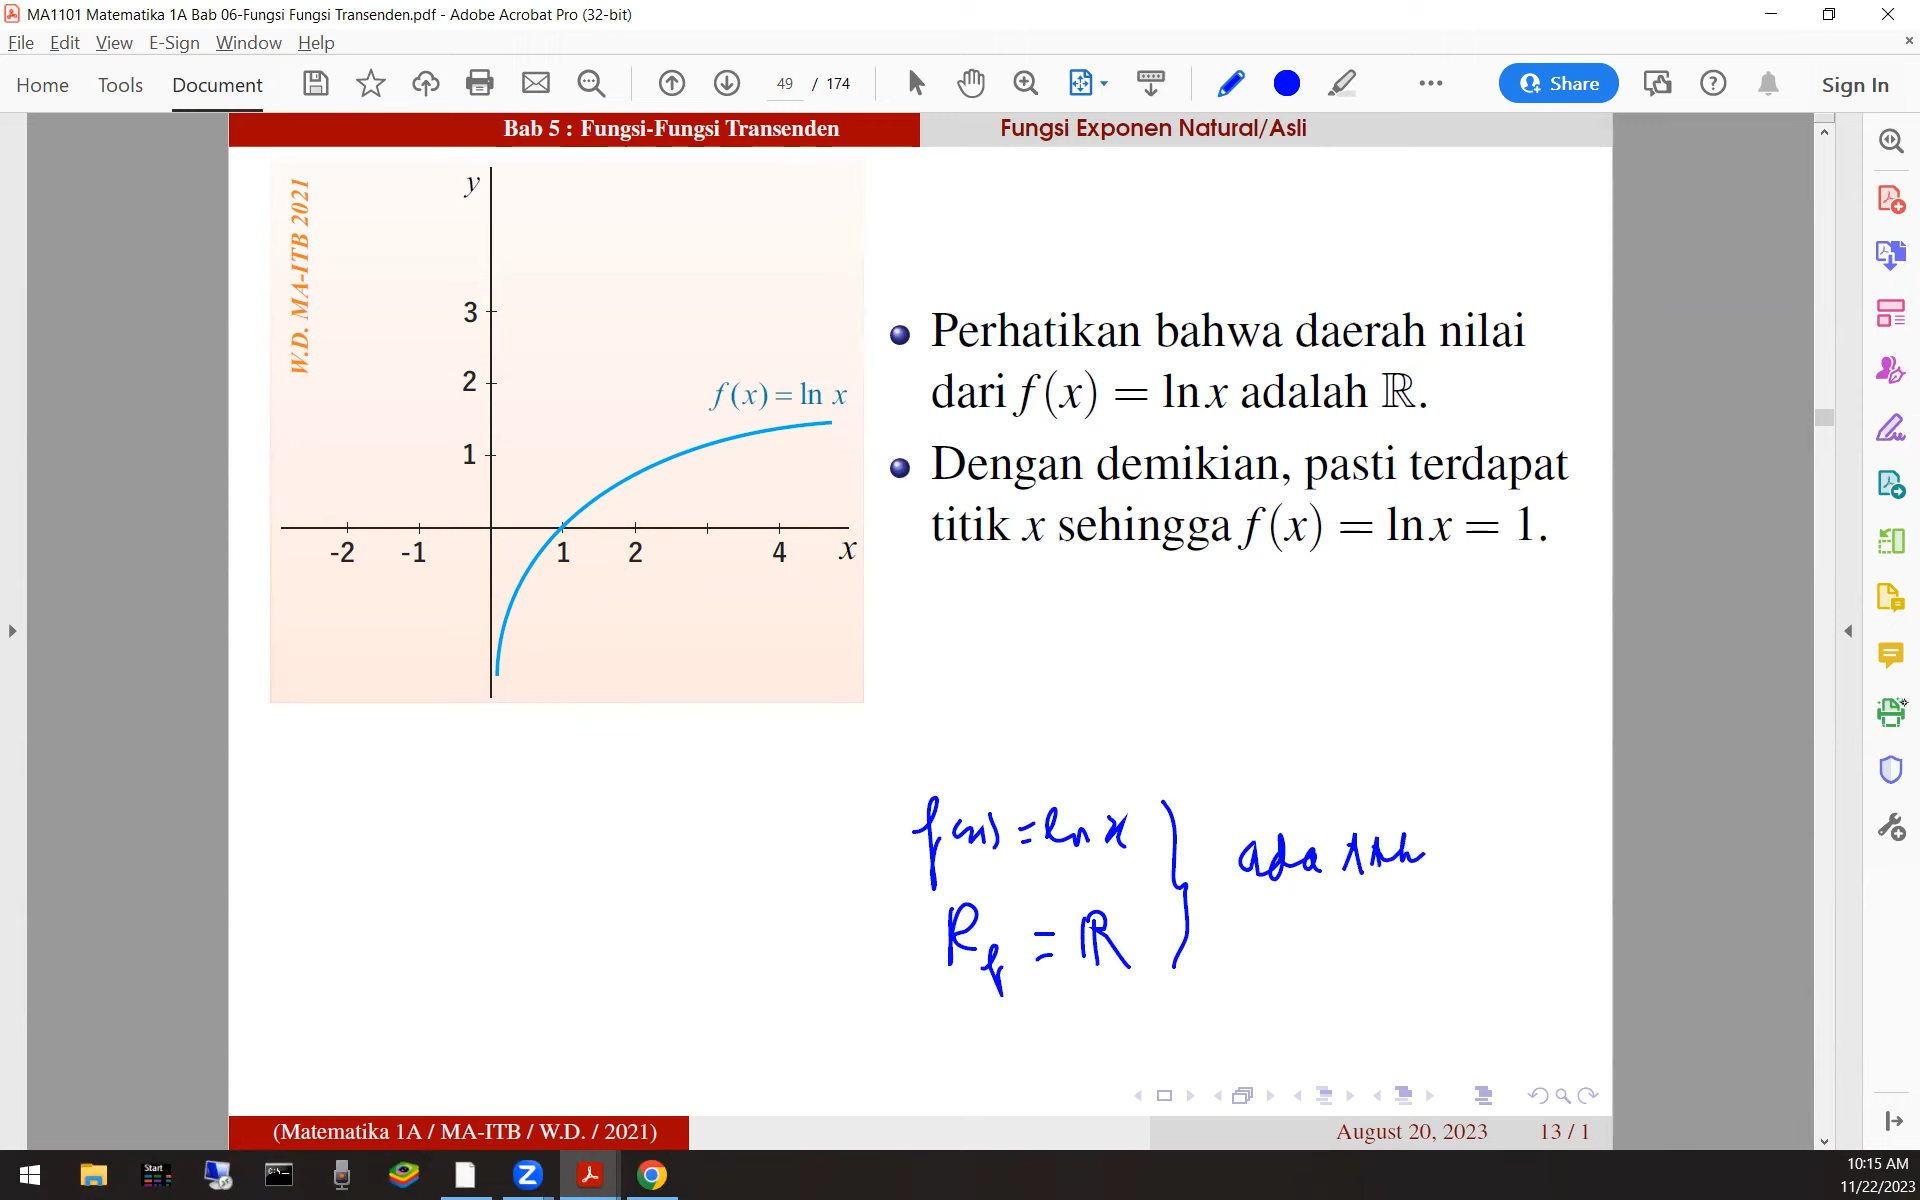 MA1101 Matematika 1A Bab 06-Fungsi Fungsi Transenden.pdf - Adobe Acrobat Pro (32-bit)
File Edit View E-Sign Window Help
Home Tools Document 49 / 174 Share Sign In
Bab 5 : Fungsi-Fungsi Transenden Fungsi Exponen Natural/Asli
W.D. MA-ITB 2021
y
3
2
1
f(x) = ln x
-2 -1 1 2 4 x
Perhatikan bahwa daerah nilai
dari f(x) = ln x adalah ℝ.
Dengan demikian, pasti terdapat
titik x sehingga f(x) = ln x = 1.
f(x) = ln x
R_f = ℝ
ada
(Matematika 1A / MA-ITB / W.D. / 2021) August 20, 2023 13 / 1
Start
10:15 AM
11/22/2023